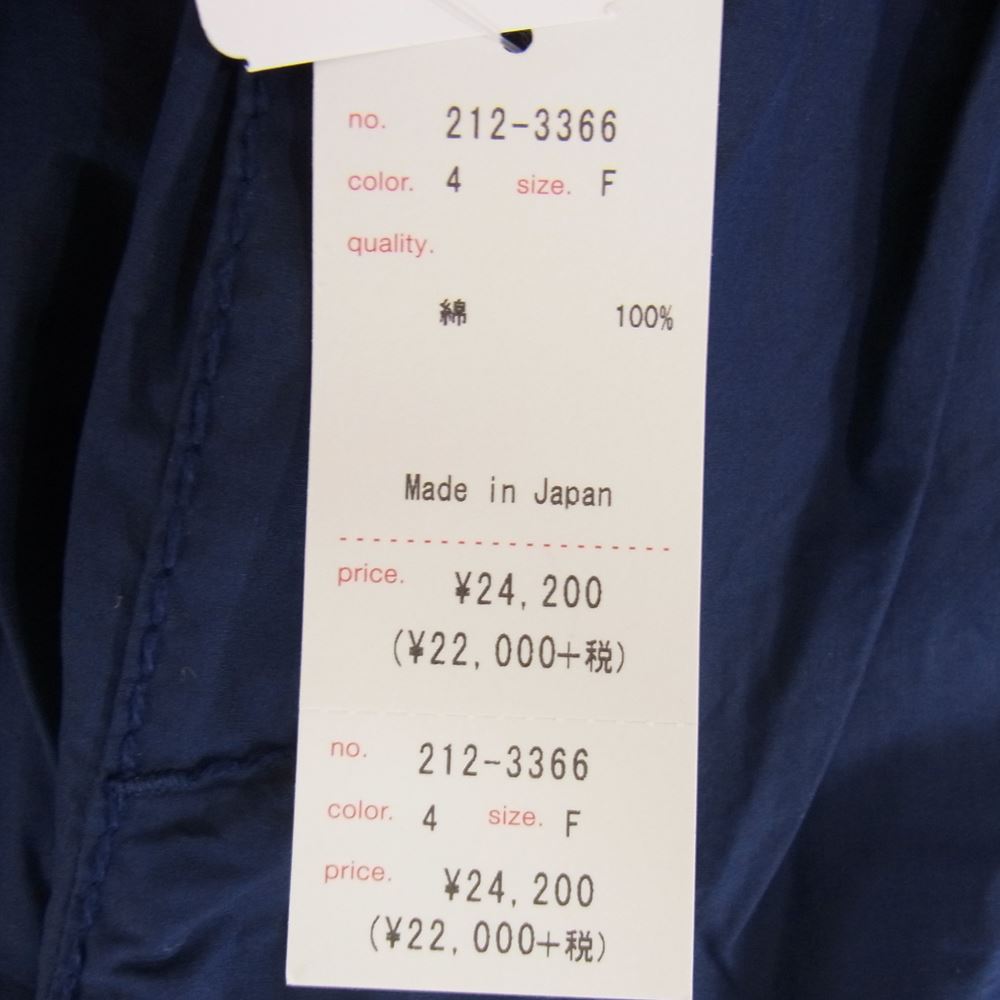 no. 212-3366
color. 4 size. F
quality.
綿 100%
Made in Japan
price. ¥24,200
(¥22,000+税)
no. 212-3366
color. 4 size. F
price. ¥24,200
(¥22,000+税)